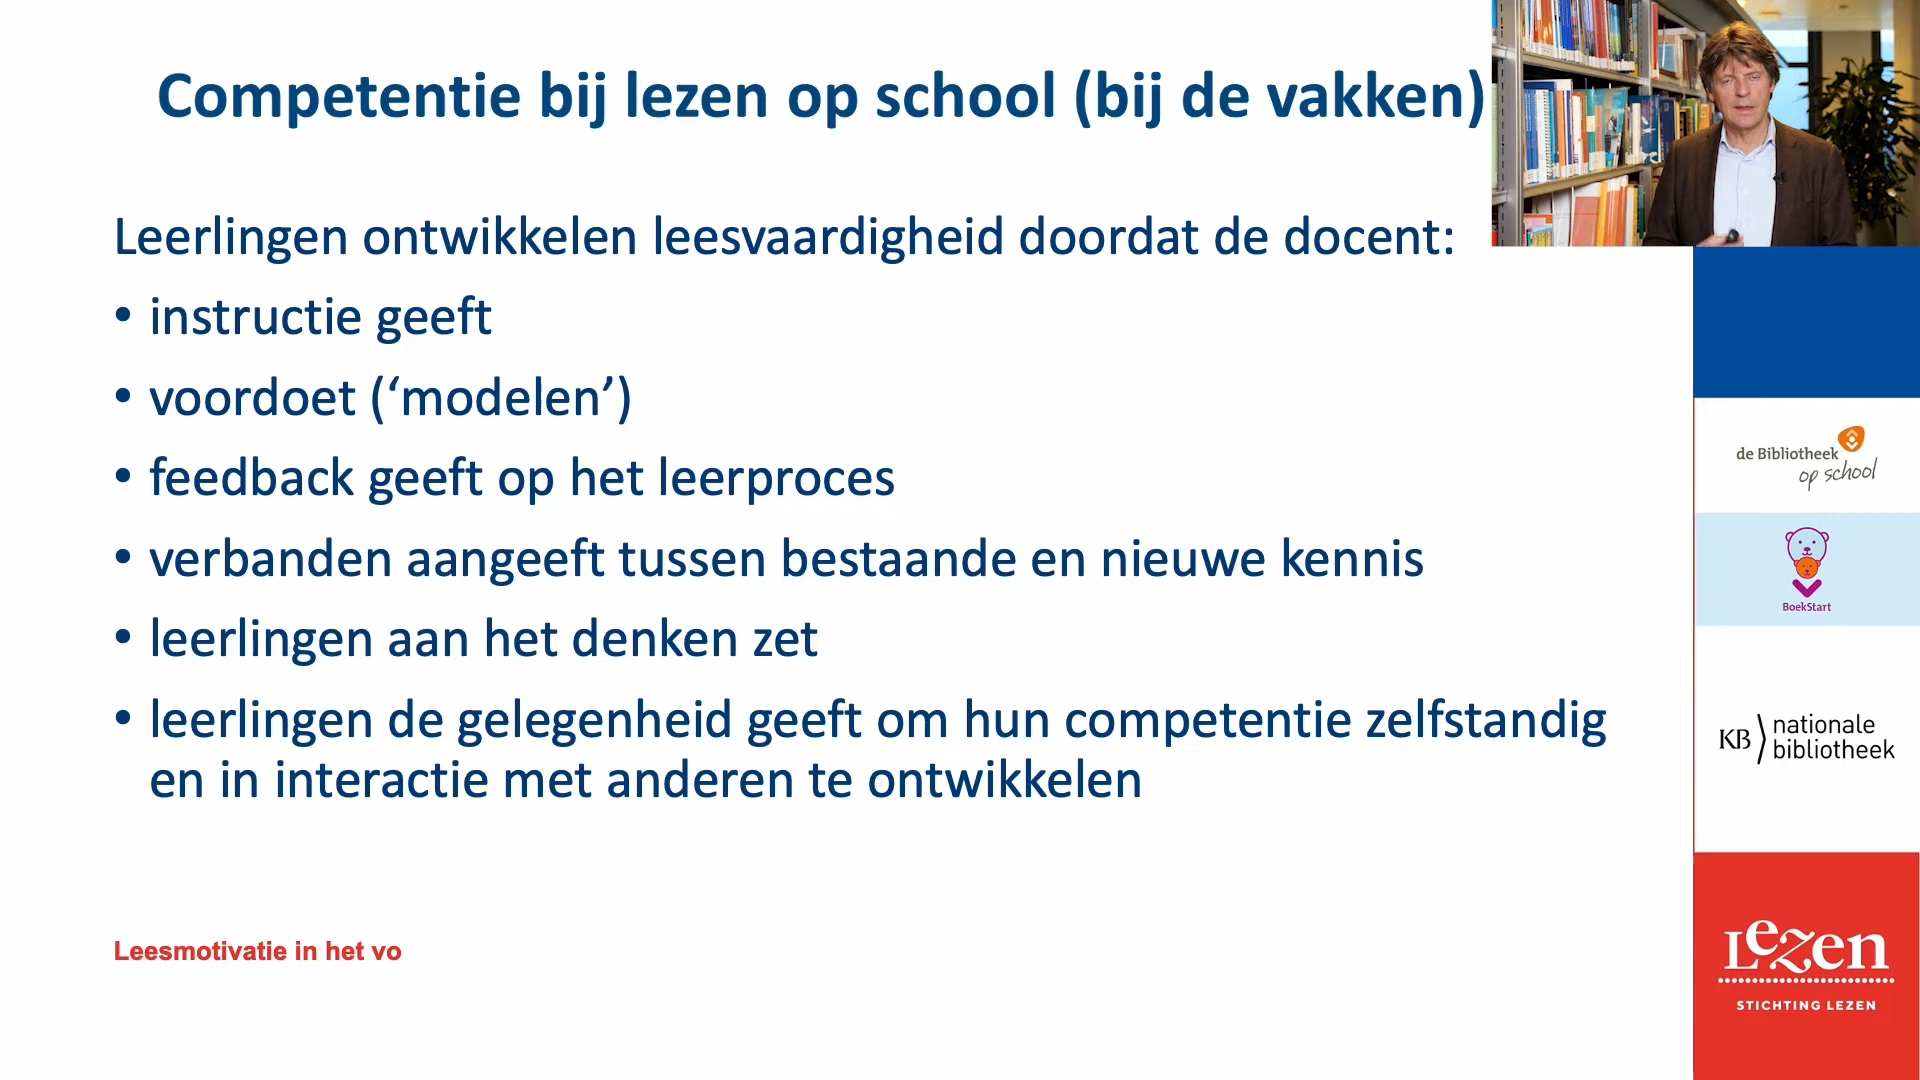 Competentie bij lezen op school (bij de vakken)
Leerlingen ontwikkelen leesvaardigheid doordat de docent:
• instructie geeft
• voordoet (‘modelen’)
• feedback geeft op het leerproces
• verbanden aangeeft tussen bestaande en nieuwe kennis
• leerlingen aan het denken zet
• leerlingen de gelegenheid geeft om hun competentie zelfstandig
en in interactie met anderen te ontwikkelen
Leesmotivatie in het vo
de Bibliotheek
op school
BoekStart
KB nationale
bibliotheek
Lezen
STICHTING LEZEN